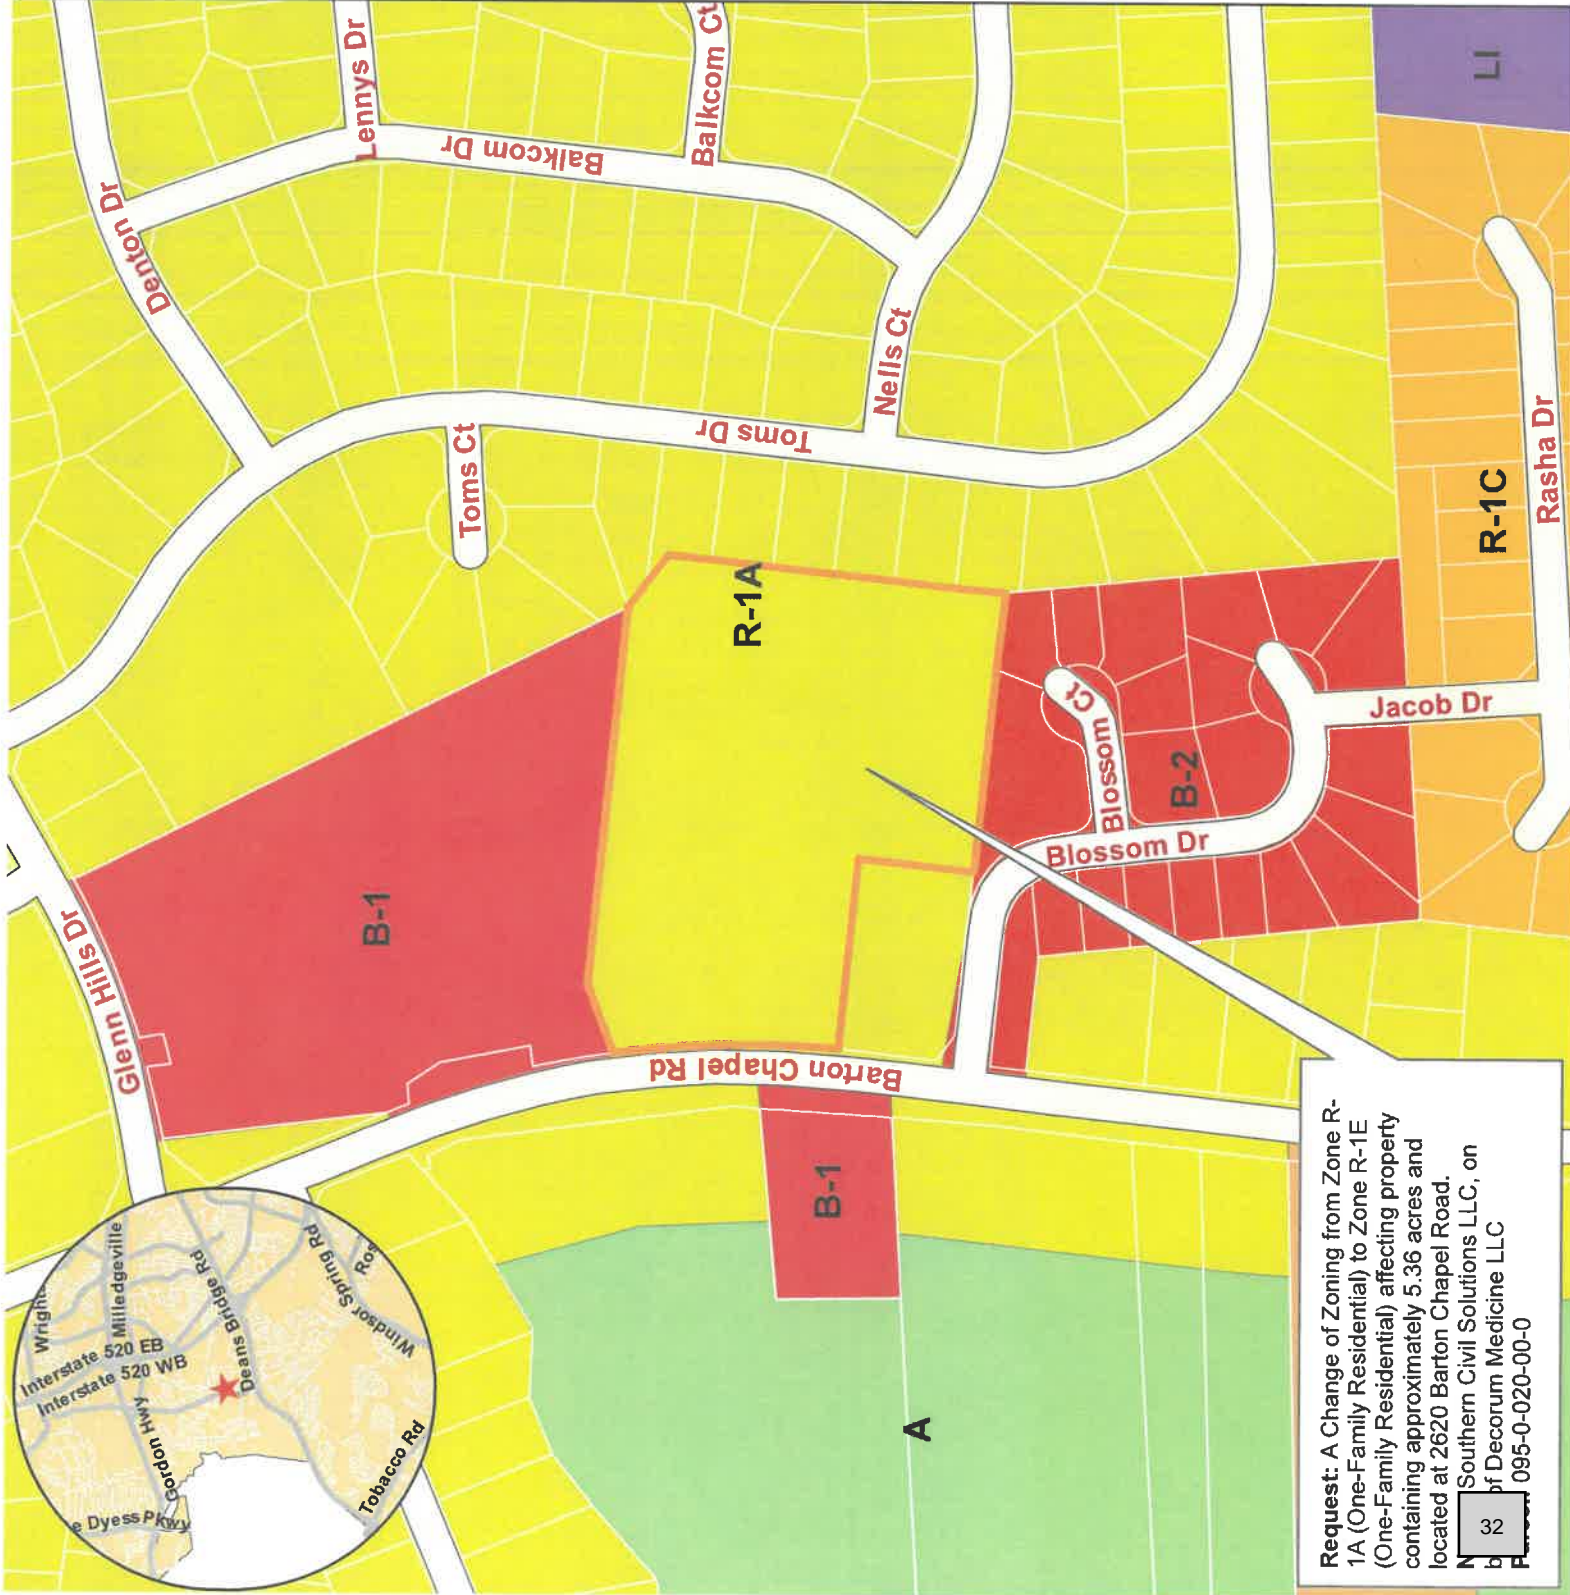 Lennys Dr
Balkcom Ct
Balkcom Dr
Denton Dr
Nells Ct
Toms Dr
Toms Ct
LI
R-1C
Rasha Dr
R-1A
Jacob Dr
Blossom Ct
B-2
Blossom Dr
B-1
Glenn Hills Dr
Barton Chapel Rd
B-1
A
Wrights
Milledgeville
Interstate 520 EB
Interstate 520 WB
Deans Bridge Rd
Windsor Spring Rd
Ros
Gordon Hwy
e Dyess Pkwy
Tobacco Rd
Request: A Change of Zoning from Zone R-
1A (One-Family Residential) to Zone R-1E
(One-Family Residential) affecting property
containing approximately 5.36 acres and
located at 2620 Barton Chapel Road.
N Southern Civil Solutions LLC, on
b of Decorum Medicine LLC
095-0-020-00-0
32